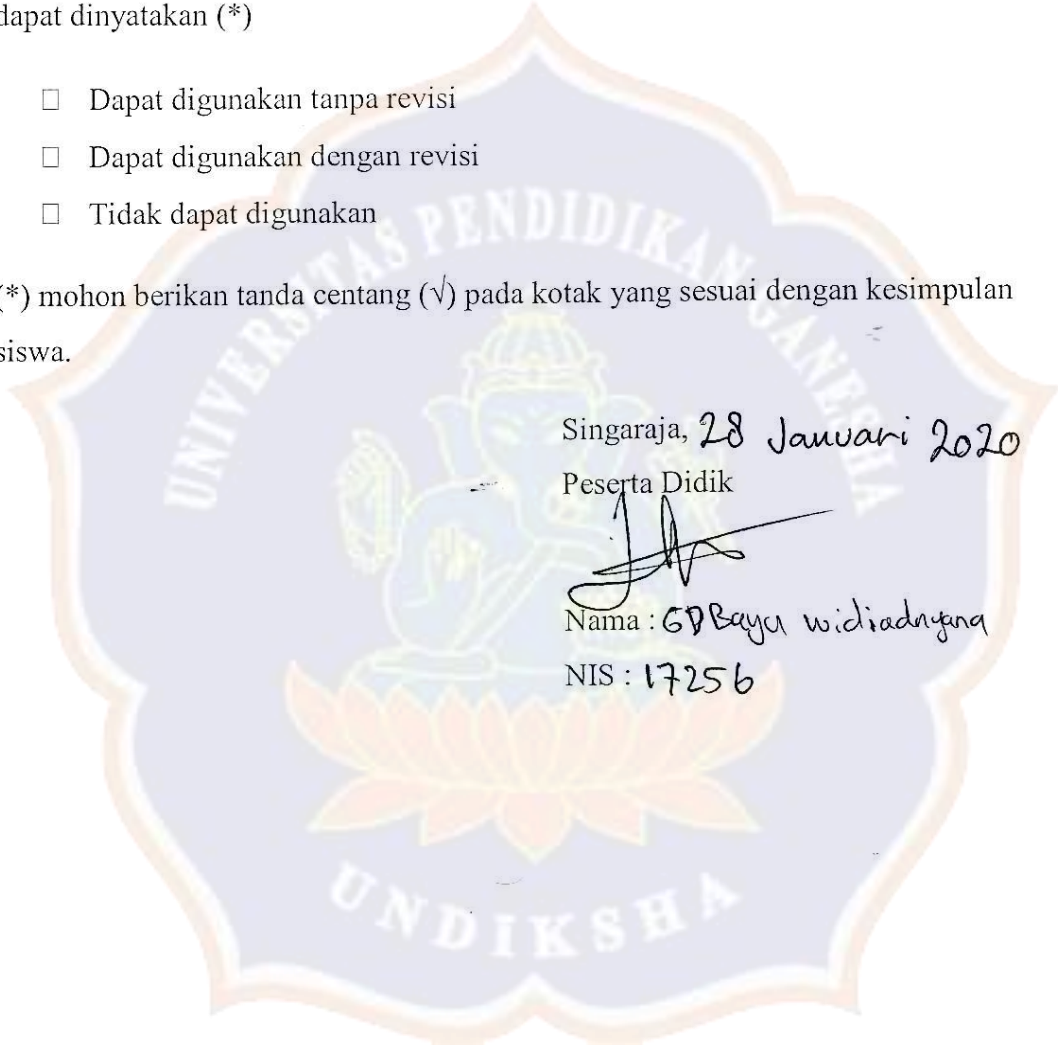 dapat dinyatakan (*)
□ Dapat digunakan tanpa revisi
□ Dapat digunakan dengan revisi
□ Tidak dapat digunakan
(*) mohon berikan tanda centang (√) pada kotak yang sesuai dengan kesimpulan
siswa.
UNIVERSITAS PENDIDIKAN GANESHA
Singaraja, 28 Januari 2020
Peserta Didik
Nama : GD Bayu widiadnyana
NIS : 17256
UNDIKSHA